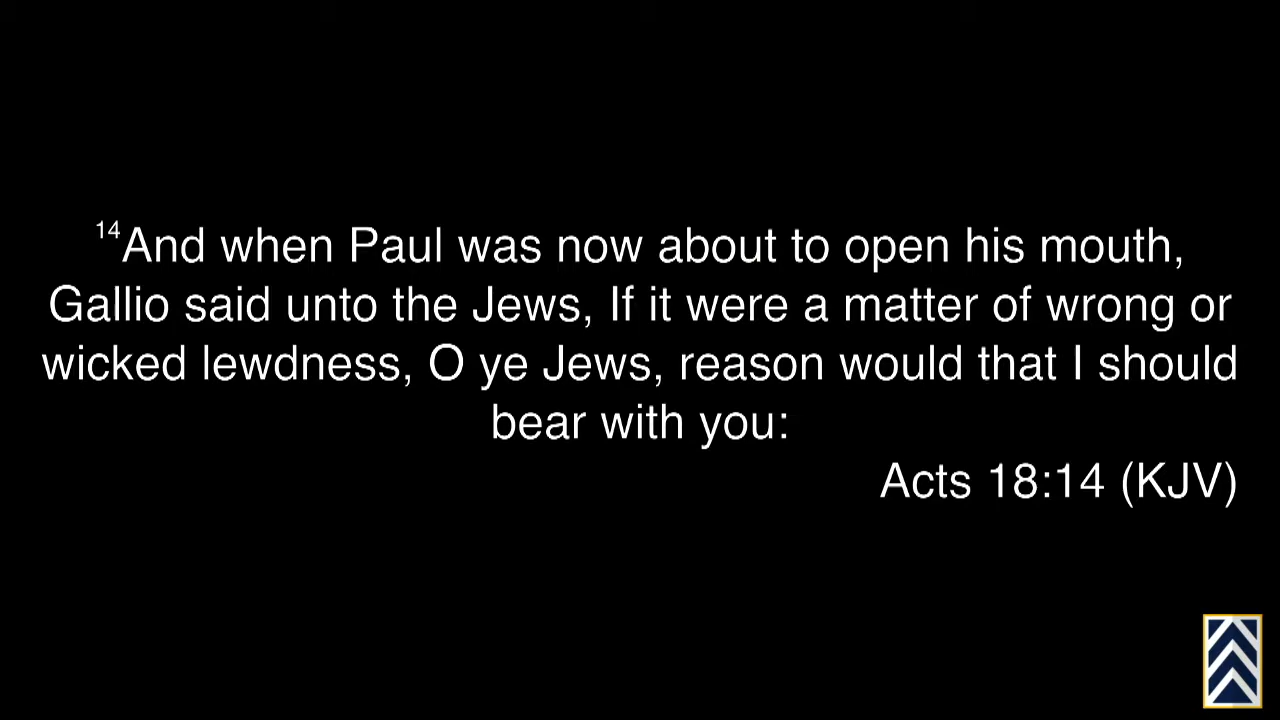 14And when Paul was now about to open his mouth,
Gallio said unto the Jews, If it were a matter of wrong or
wicked lewdness, O ye Jews, reason would that I should
bear with you:
Acts 18:14 (KJV)